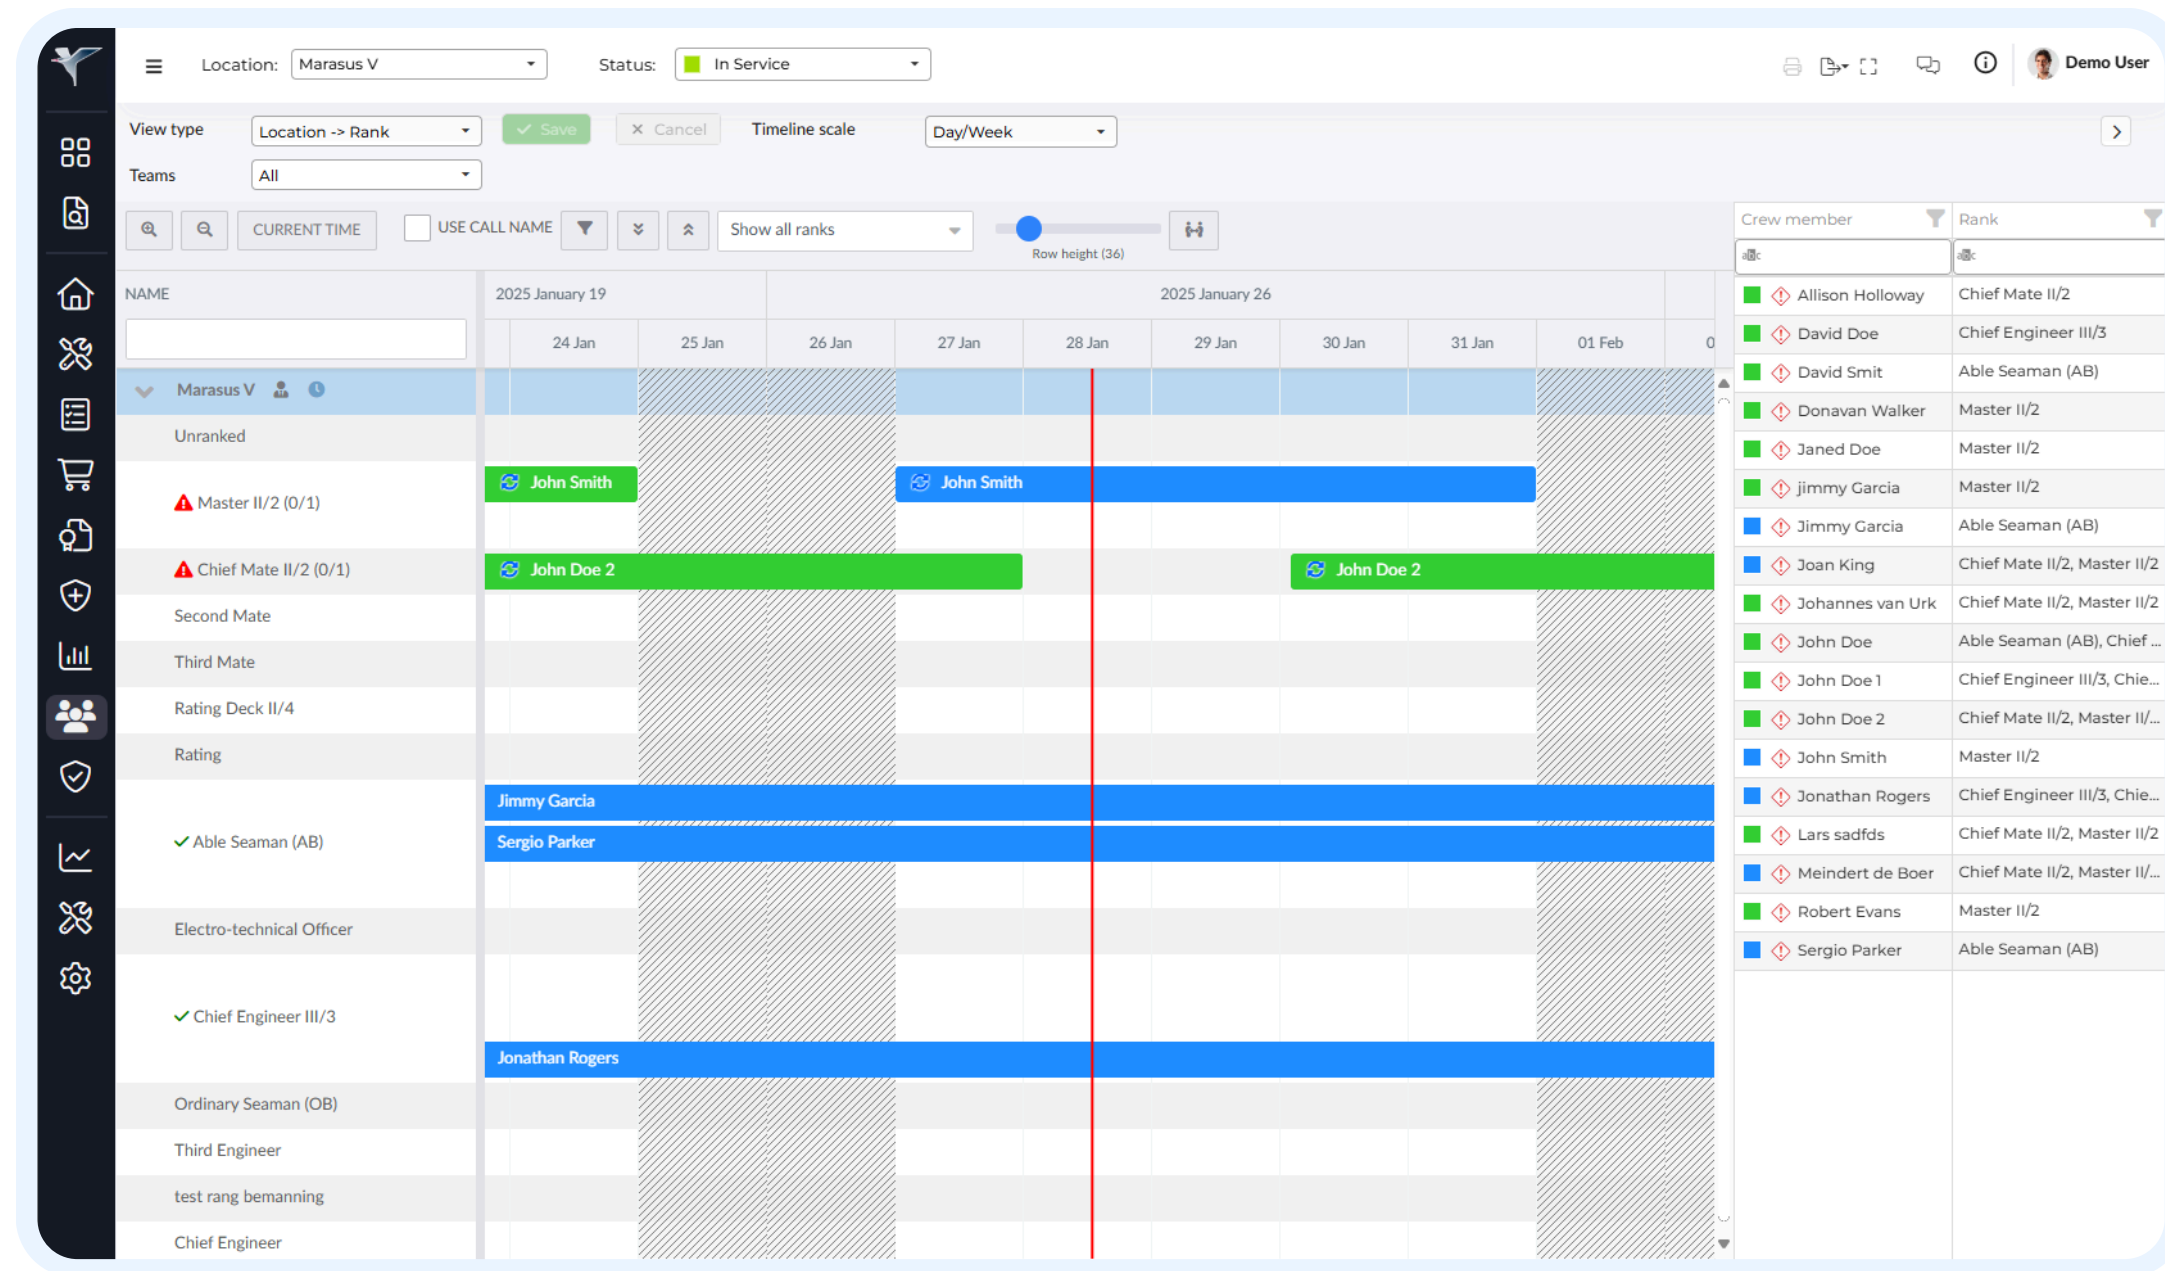 Location: Marasus V Status: In Service Demo User
View type Location -> Rank Save Cancel Timeline scale Day/Week
Teams All
CURRENT TIME USE CALL NAME Show all ranks
Row height (36)
NAME 2025 January 19 2025 January 26
24 Jan 25 Jan 26 Jan 27 Jan 28 Jan 29 Jan 30 Jan 31 Jan 01 Feb 0
Marasus V
Unranked
John Smith John Smith
Master II/2 (0/1)
Chief Mate II/2 (0/1) John Doe 2 John Doe 2
Second Mate
Third Mate
Rating Deck II/4
Rating
Jimmy Garcia
Able Seaman (AB) Sergio Parker
Electro-technical Officer
Chief Engineer III/3
Jonathan Rogers
Ordinary Seaman (OB)
Third Engineer
test rang bemanning
Chief Engineer
Crew member Rank
Allison Holloway Chief Mate II/2
David Doe Chief Engineer III/3
David Smit Able Seaman (AB)
Donavan Walker Master II/2
Janed Doe Master II/2
jimmy Garcia Master II/2
Jimmy Garcia Able Seaman (AB)
Joan King Chief Mate II/2, Master II/2
Johannes van Urk Chief Mate II/2, Master II/2
John Doe Able Seaman (AB), Chief ...
John Doe 1 Chief Engineer III/3, Chie...
John Doe 2 Chief Mate II/2, Master II/...
John Smith Master II/2
Jonathan Rogers Chief Engineer III/3, Chie...
Lars sadfds Chief Mate II/2, Master II/2
Meindert de Boer Chief Mate II/2, Master II/...
Robert Evans Master II/2
Sergio Parker Able Seaman (AB)